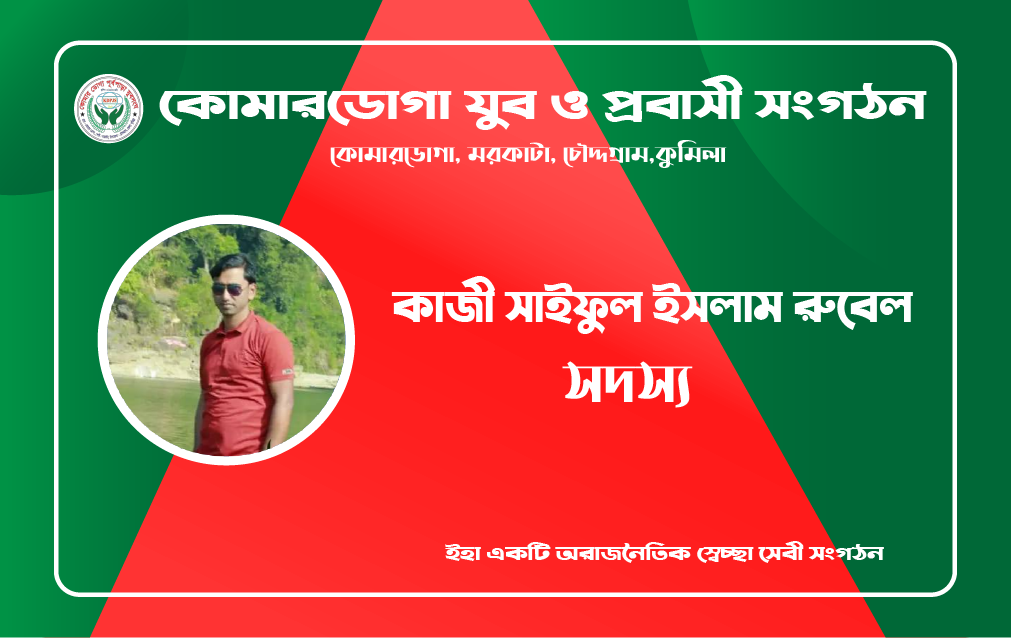 কোমারডোগা যুব ও প্রবাসী সংগঠন
কোমারডোগা, মরকাটা, চৌদ্দগ্রাম,কুমিলা
কাজী সাইফুল ইসলাম রুবেল
সদস্য
ইহা একটি অরাজনৈতিক স্বেচ্ছা সেবী সংগঠন